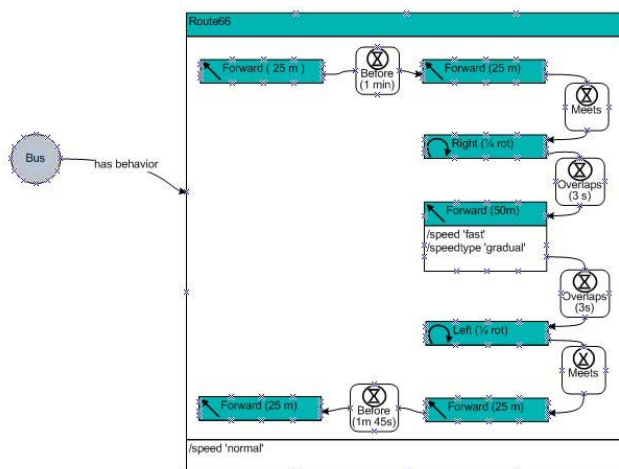 Route66
Forward ( 25 m )
Before
(1 min)
Forward (25 m)
Meets
Right (¼ rot)
Overlaps
(3 s)
Bus
has behavior
Forward (50m)
/speed 'fast'
/speedtype 'gradual'
Overlaps
(3s)
Left (¼ rot)
Meets
Forward (25 m)
Before
(1m 45s)
Forward (25 m)
/speed 'normal'